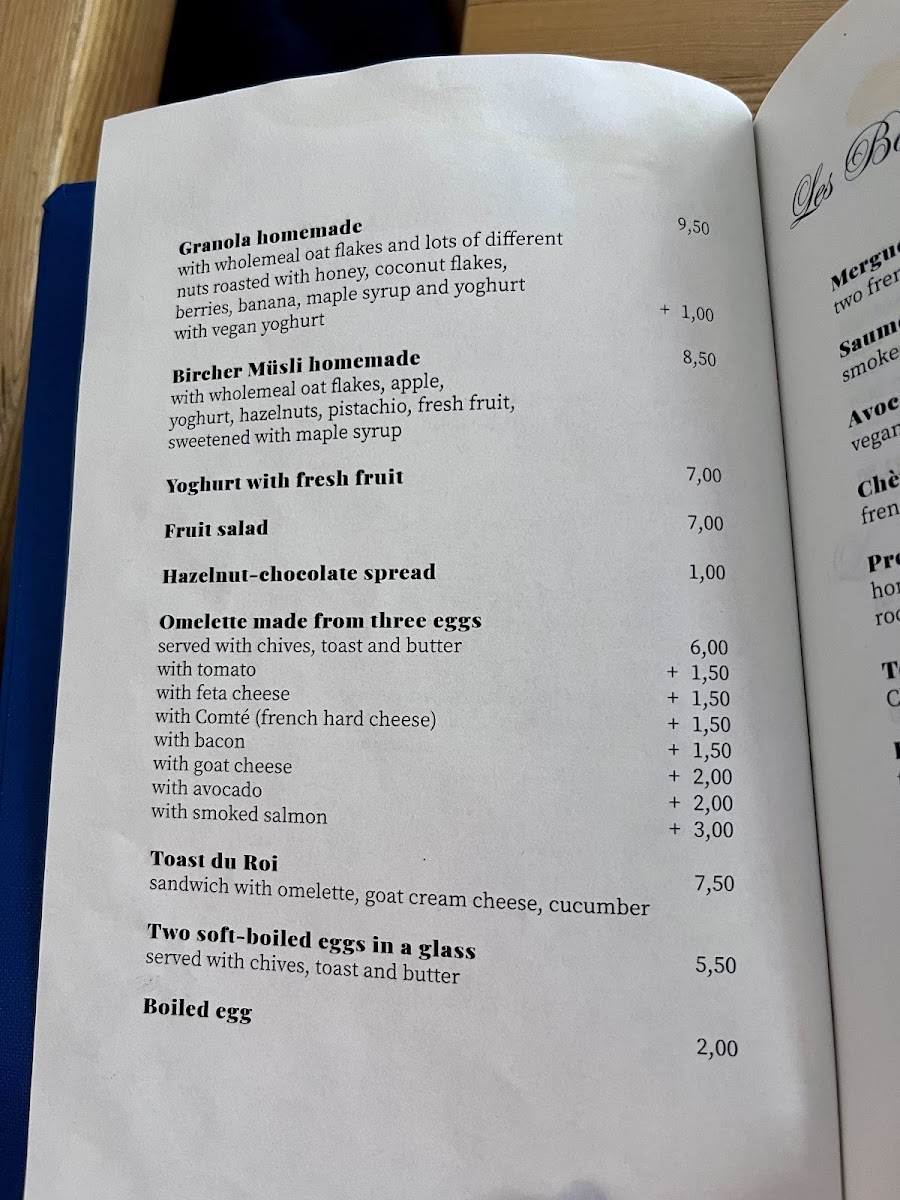 Granola homemade 9,50
with wholemeal oat flakes and lots of different
nuts roasted with honey, coconut flakes,
berries, banana, maple syrup and yoghurt
with vegan yoghurt + 1,00
Bircher Müsli homemade 8,50
with wholemeal oat flakes, apple,
yoghurt, hazelnuts, pistachio, fresh fruit,
sweetened with maple syrup
Yoghurt with fresh fruit 7,00
Fruit salad 7,00
Hazelnut-chocolate spread 1,00
Omelette made from three eggs
served with chives, toast and butter 6,00
with tomato + 1,50
with feta cheese + 1,50
with Comté (french hard cheese) + 1,50
with bacon + 1,50
with goat cheese + 2,00
with avocado + 2,00
with smoked salmon + 3,00
Toast du Roi 7,50
sandwich with omelette, goat cream cheese, cucumber
Two soft-boiled eggs in a glass 5,50
served with chives, toast and butter
Boiled egg 2,00
Les
two
vegan